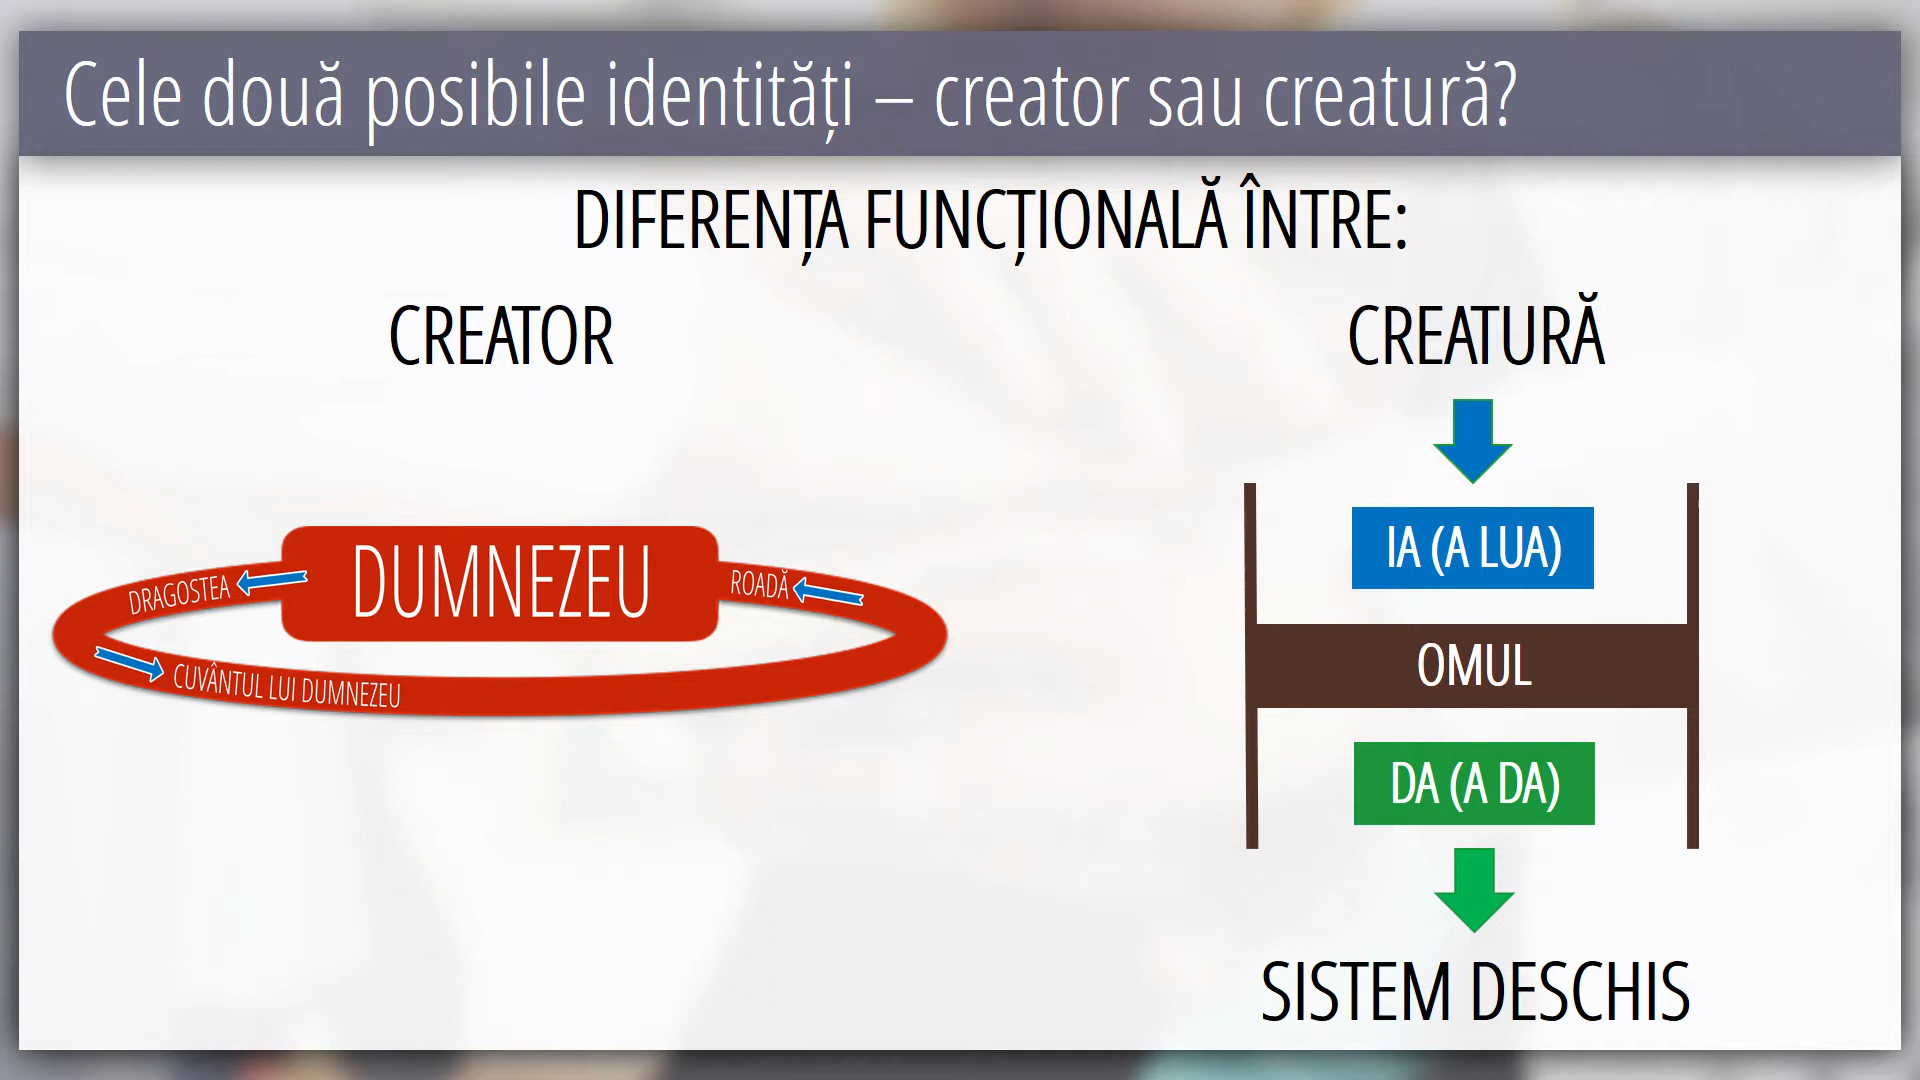 Cele două posibile identități – creator sau creatură?
DIFERENȚA FUNCȚIONALĂ ÎNTRE:
CREATOR
CREATURĂ
DUMNEZEU
DRAGOSTEA
ROADĂ
CUVÂNTUL LUI DUMNEZEU
IA (A LUA)
OMUL
DA (A DA)
SISTEM DESCHIS